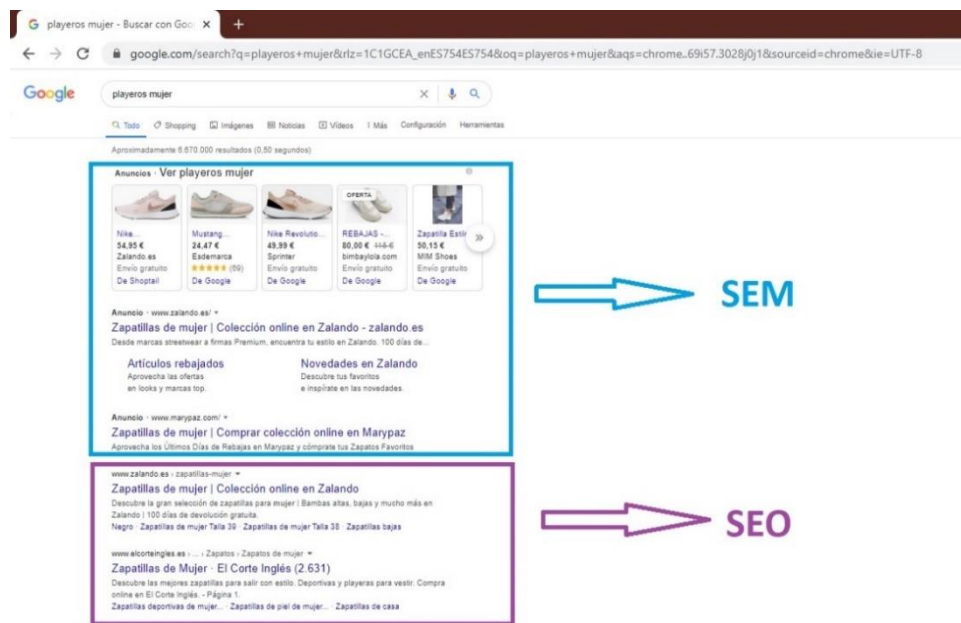 playeros mujer - Buscar con Goo
google.com/search?q=playeros+mujer&rlz=1C1GCEA_enES754ES754&oq=playeros+mujer&aqs=chrome..69i57.3028j0j1&sourceid=chrome&ie=UTF-8
Google
playeros mujer
Todo Shopping Imágenes Noticias Vídeos Más Configuración Herramientas
Aproximadamente 6.670.000 resultados (0,50 segundos)
Anuncios · Ver playeros mujer
OFERTA
Nike... Mustang... Nike Revolutio... REBAJAS -... Zapatilla Estir
54,95 € 24,47 € 49,99 € 80,00 € 115 € 50,15 €
Zalando.es Esdemarca Sprinter bimbaylola.com MIM Shoes
Envío gratuito ★★★★★ (69) Envío gratuito Envío gratuito Envío gratuito
De Shoptail De Google De Google De Google De Google
SEM
Anuncio · www.zalando.es/
Zapatillas de mujer | Colección online en Zalando - zalando.es
Desde marcas streetwear a firmas Premium, encuentra tu estilo en Zalando. 100 días de...
Artículos rebajados Novedades en Zalando
Aprovecha las ofertas Descubre tus favoritos
en looks y marcas top. e inspírate en las novedades.
Anuncio · www.marypaz.com/
Zapatillas de mujer | Comprar colección online en Marypaz
Aprovecha los Últimos Días de Rebajas en Marypaz y cómprate tus Zapatos Favoritos
www.zalando.es › zapatillas-mujer
Zapatillas de mujer | Colección online en Zalando
Descubre la gran selección de zapatillas para mujer | Bambas altas, bajas y mucho más en
Zalando | 100 días de devolución gratuita.
Negro · Zapatillas de mujer Talla 39 · Zapatillas de mujer Talla 38 · Zapatillas bajas
SEO
www.elcorteingles.es › ... › Zapatos › Zapatos de mujer
Zapatillas de Mujer · El Corte Inglés (2.631)
Descubre las mejores zapatillas para salir con estilo. Deportivas y playeras para vestir. Compra
online en El Corte Inglés. - Página 1.
Zapatillas deportivas de mujer... · Zapatillas de piel de mujer... · Zapatillas de casa